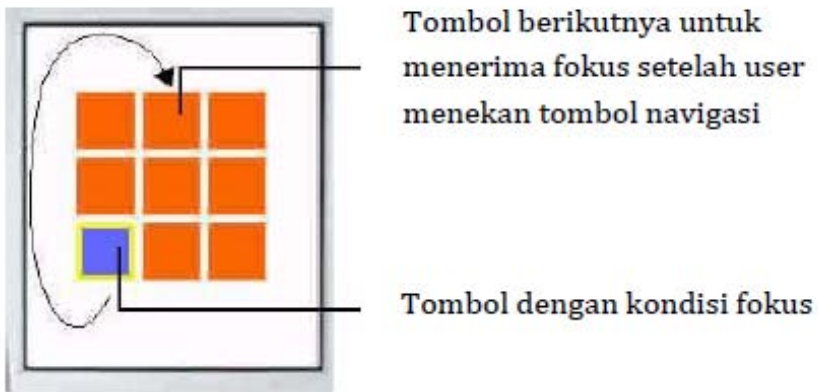 Tombol berikutnya untuk
menerima fokus setelah user
menekan tombol navigasi
Tombol dengan kondisi fokus